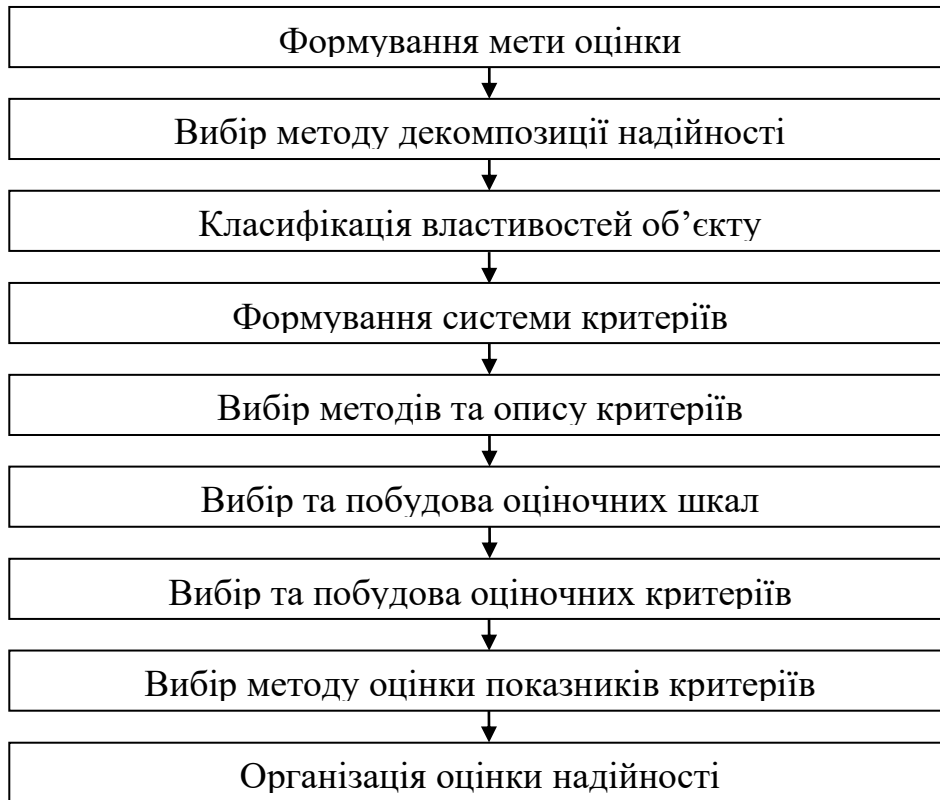 Формування мети оцінки
Вибір методу декомпозиції надійності
Класифікація властивостей об’єкту
Формування системи критеріїв
Вибір методів та опису критеріїв
Вибір та побудова оціночних шкал
Вибір та побудова оціночних критеріїв
Вибір методу оцінки показників критеріїв
Організація оцінки надійності